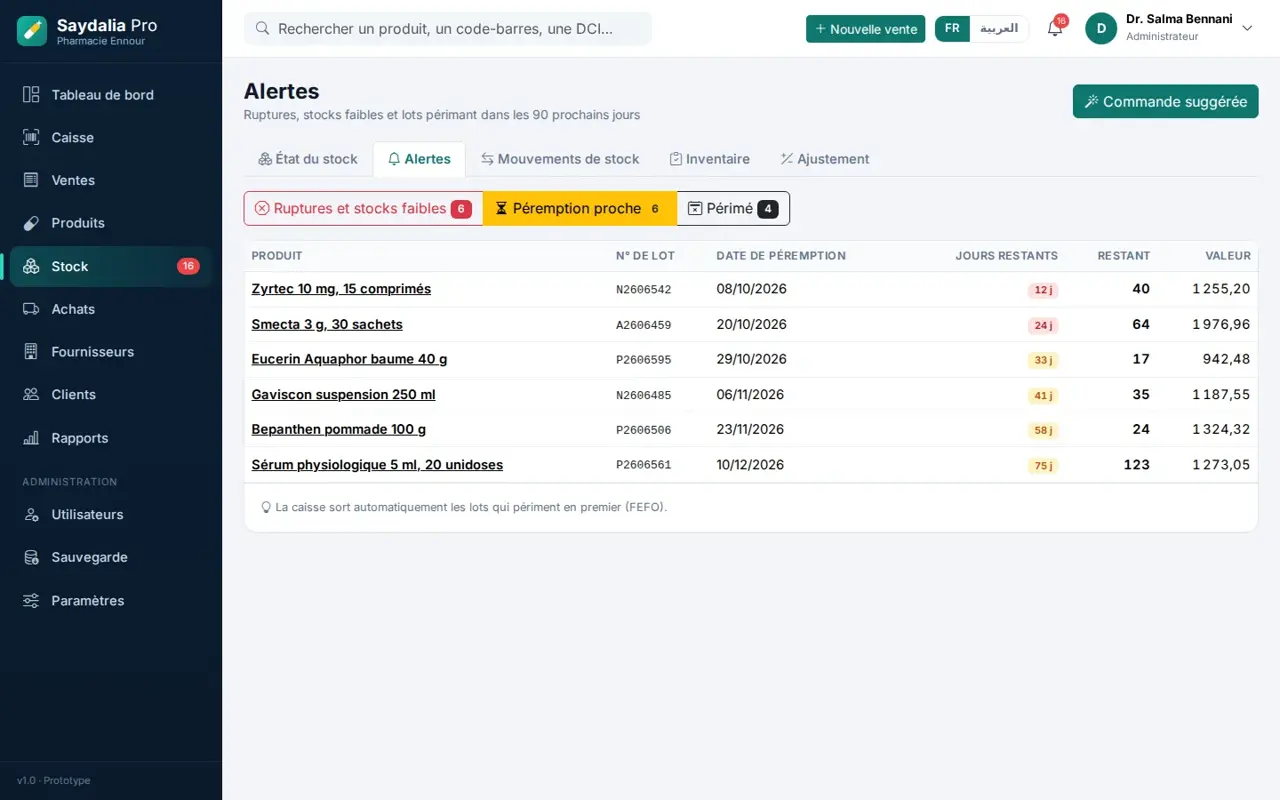 Saydalia Pro
Pharmacie Ennour
Rechercher un produit, un code-barres, une DCI...
+ Nouvelle vente
FR العربية
16
D
Dr. Salma Bennani
Administrateur
Tableau de bord
Caisse
Ventes
Produits
Stock 16
Achats
Fournisseurs
Clients
Rapports
ADMINISTRATION
Utilisateurs
Sauvegarde
Paramètres
v1.0 · Prototype
Alertes
Ruptures, stocks faibles et lots périmant dans les 90 prochains jours
Commande suggérée
État du stock Alertes Mouvements de stock Inventaire Ajustement
Ruptures et stocks faibles 6 Péremption proche 6 Périmé 4
PRODUIT N° DE LOT DATE DE PÉREMPTION JOURS RESTANTS RESTANT VALEUR
Zyrtec 10 mg, 15 comprimés N2606542 08/10/2026 12 j 40 1 255,20
Smecta 3 g, 30 sachets A2606459 20/10/2026 24 j 64 1 976,96
Eucerin Aquaphor baume 40 g P2606595 29/10/2026 33 j 17 942,48
Gaviscon suspension 250 ml N2606485 06/11/2026 41 j 35 1 187,55
Bepanthen pommade 100 g P2606506 23/11/2026 58 j 24 1 324,32
Sérum physiologique 5 ml, 20 unidoses P2606561 10/12/2026 75 j 123 1 273,05
La caisse sort automatiquement les lots qui périment en premier (FEFO).